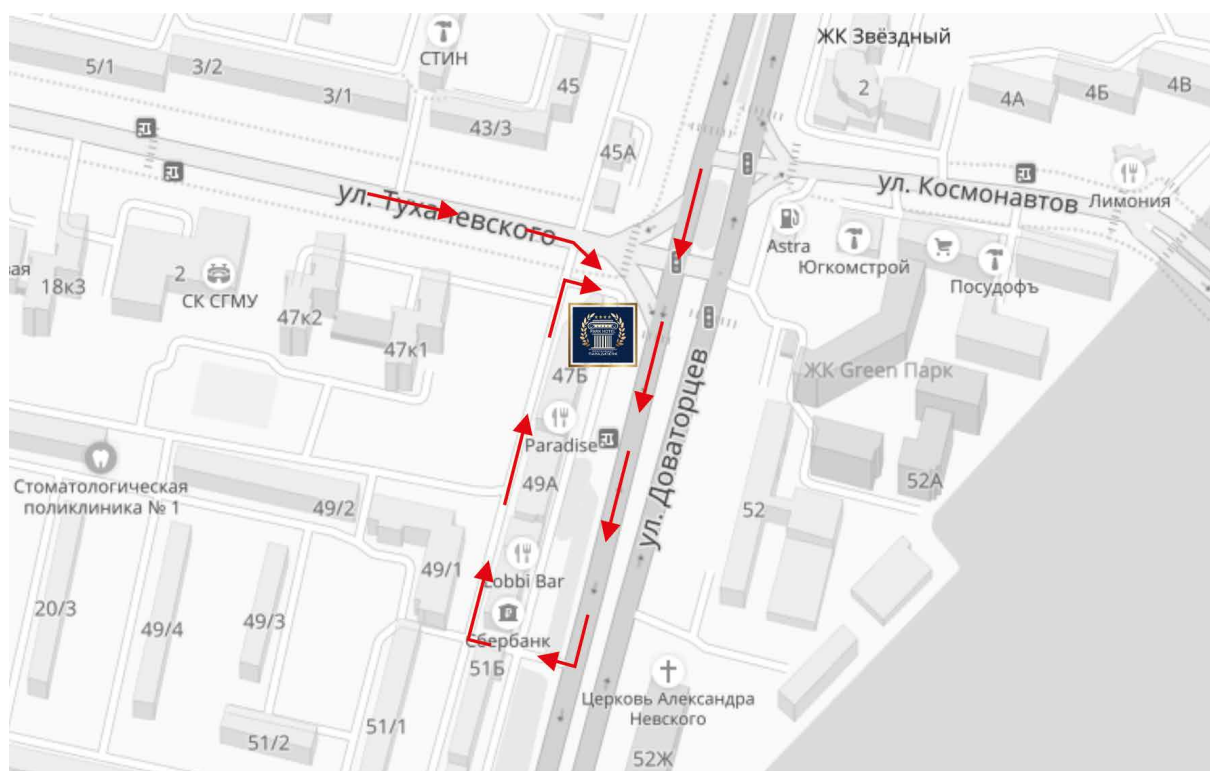 ЖК Звёздный
СТИН
5/1
3/2
3/1
45
2
4А
4Б
4В
43/3
45А
ул. Тухачевского
ул. Космонавтов
Лимония
Astra
Югкомстрой
Посудофъ
вая
18к3
2
СК СГМУ
47к2
47к1
PARK HOTEL
47Б
ЖК Green Парк
Paradise
ул. Доваторцев
Стоматологическая
поликлиника № 1
49/2
49А
52
52А
49/1
Lobbi Bar
20/3
49/4
49/3
Сбербанк
51Б
Церковь Александра
Невского
51/2
51/1
52Ж